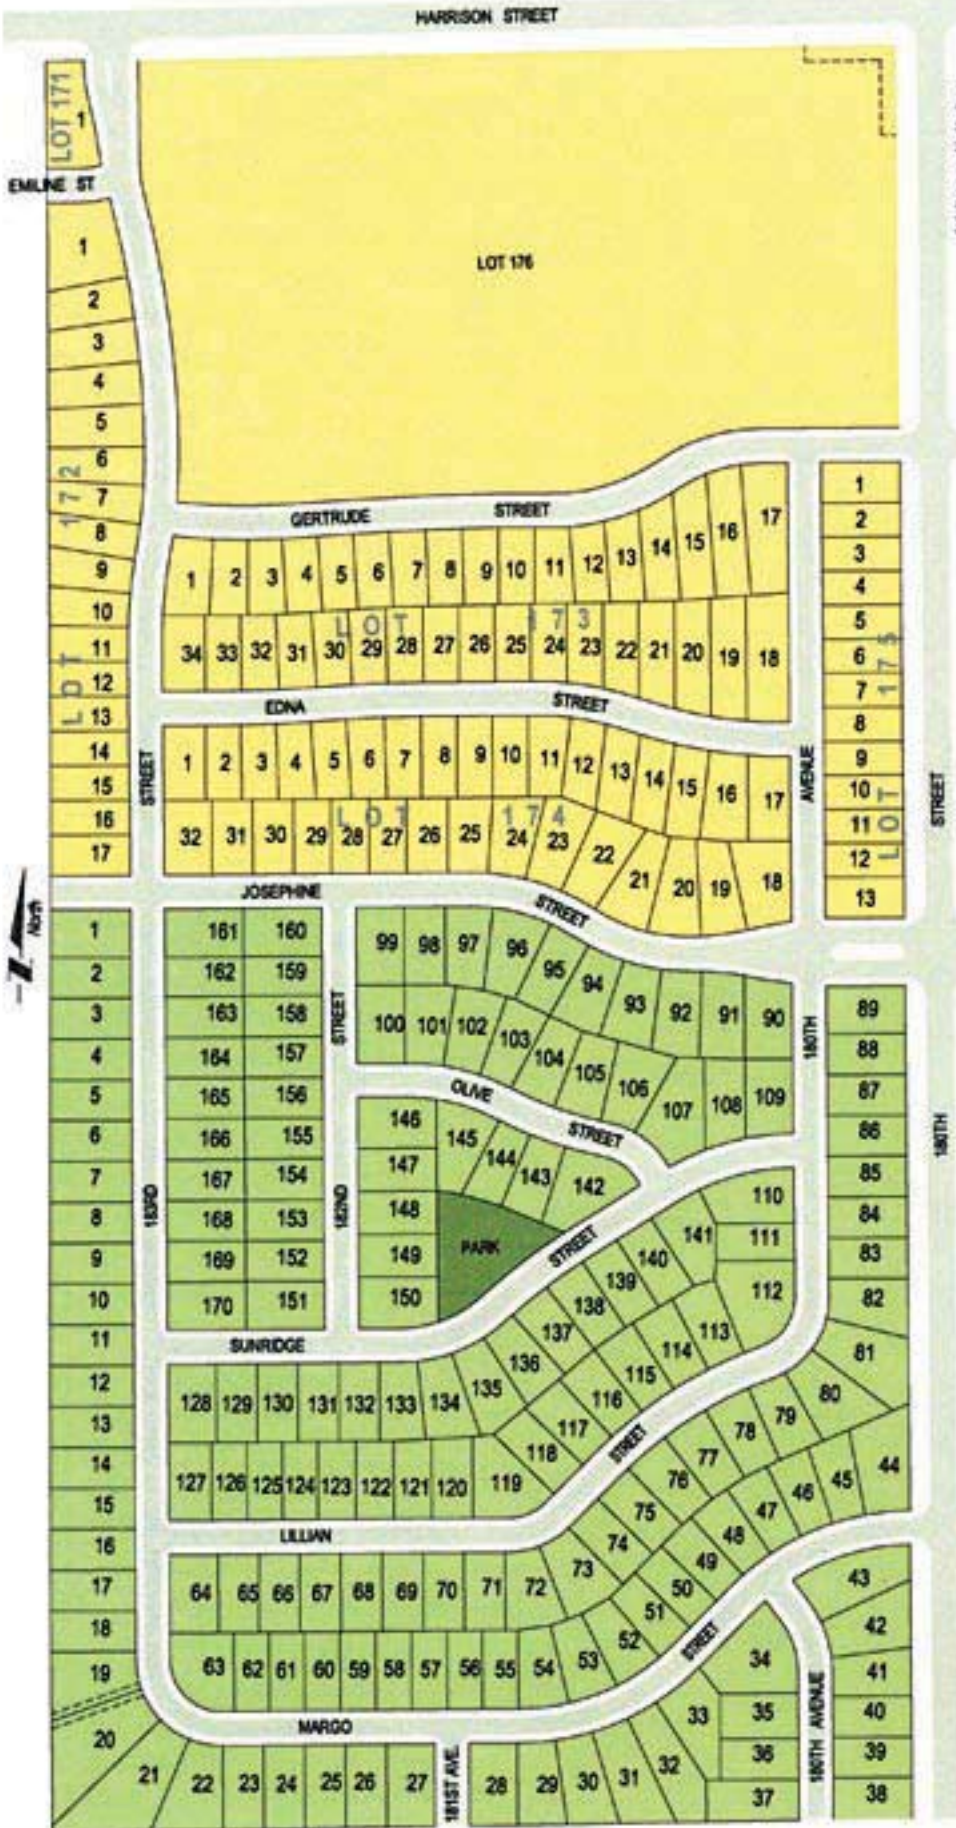 HARRISON STREET
LOT 171
1
EMILINE ST
LOT 176
1
2
3
4
5
6
7
8
9
10
11
12
13
14
15
16
17
LOT 172
GERTRUDE STREET
1 2 3 4 5 6 7 8 9 10 11 12 13 14 15 16 17
LOT 173
34 33 32 31 30 29 28 27 26 25 24 23 22 21 20 19 18
EDNA STREET
1 2 3 4 5 6 7 8 9 10 11 12 13 14 15 16 17
LOT 174
32 31 30 29 28 27 26 25 24 23 22 21 20 19 18
STREET
AVENUE
1
2
3
4
5
6
7
8
9
10
11
12
13
LOT 175
STREET
JOSEPHINE STREET
North
1
2
3
4
5
6
7
8
9
10
11
12
13
14
15
16
17
18
19
20
21
183RD
161 160
162 159
163 158
164 157
165 156
166 155
167 154
168 153
169 152
170 151
STREET
182ND
99 98 97 96 95 94 93 92 91 90
100 101 102 103 104 105 106 107 108 109
OLIVE STREET
146 145 144 143 142
147
148
149
150
PARK
180TH
89
88
87
86
85
84
83
82
81
180TH
SUNRIDGE STREET
110
111
112
128 129 130 131 132 133 134 135 136 137 138 139 140 141
127 126 125 124 123 122 121 120 119 118 117 116 115 114 113
LILLIAN STREET
64 65 66 67 68 69 70 71 72 73 74 75 76 77 78 79 80
63 62 61 60 59 58 57 56 55 54 53 52 51 50 49 48 47 46 45 44
MARGO STREET
22 23 24 25 26 27
181ST AVE.
28 29 30 31 32 33
34
35
36
37
180TH AVENUE
43
42
41
40
39
38